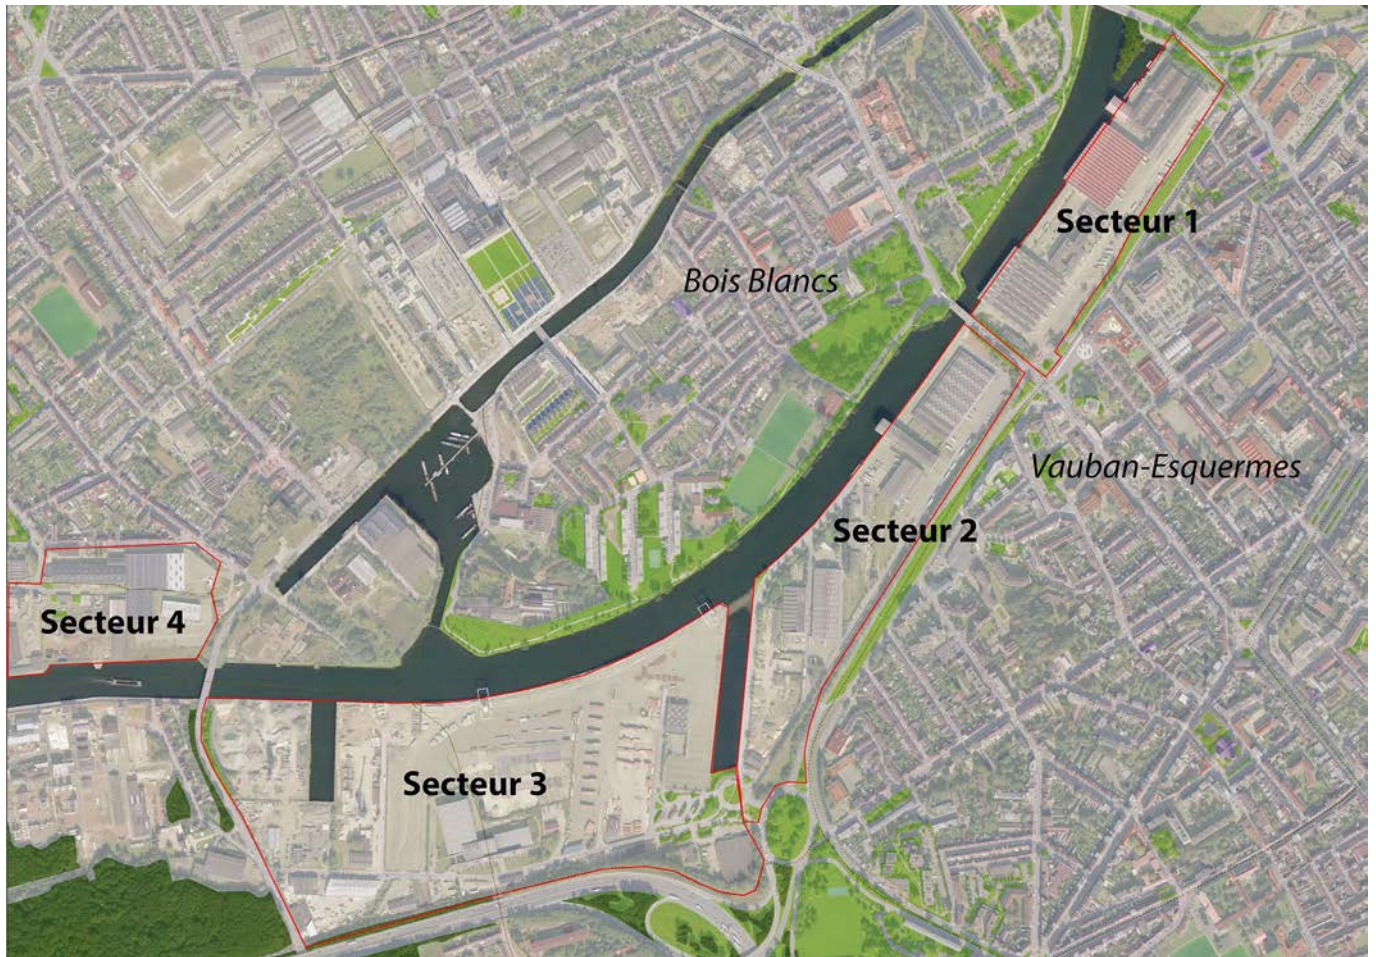 Secteur 1
Bois Blancs
Vauban-Esquermes
Secteur 2
Secteur 4
Secteur 3